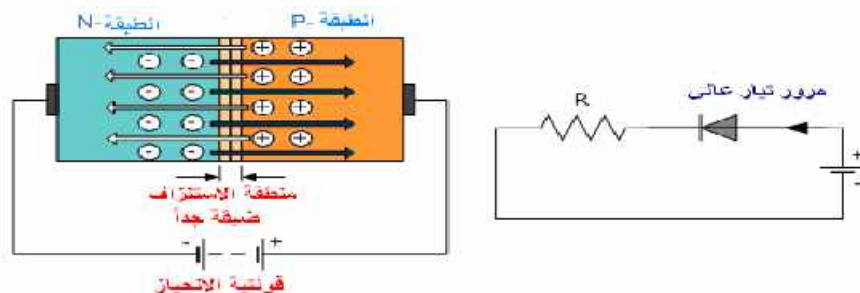 الطبقة-P
الطبقة-N
منطقة الاستنزاف
ضيقة جداً
- +
فولتية الانحياز
مرور تيار عالي
R
+
-